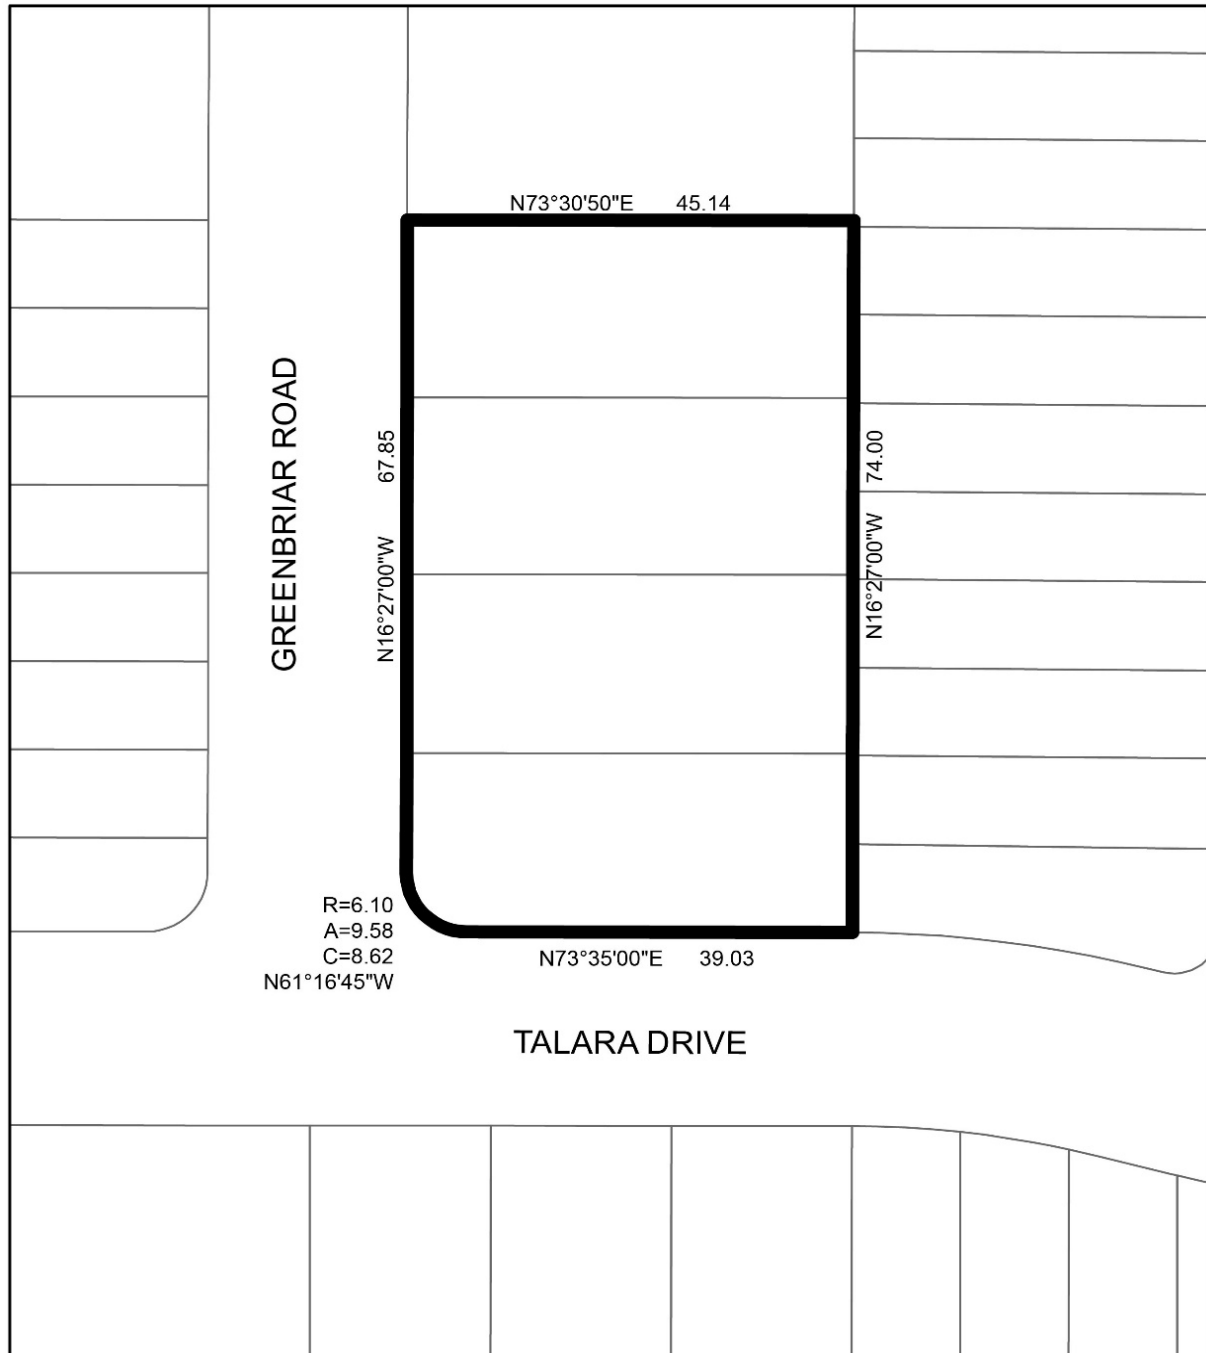 N73°30'50"E 45.14
GREENBRIAR ROAD
N16°27'00"W 67.85
N16°27'00"W 74.00
R=6.10
A=9.58
C=8.62
N61°16'45"W
N73°35'00"E 39.03
TALARA DRIVE